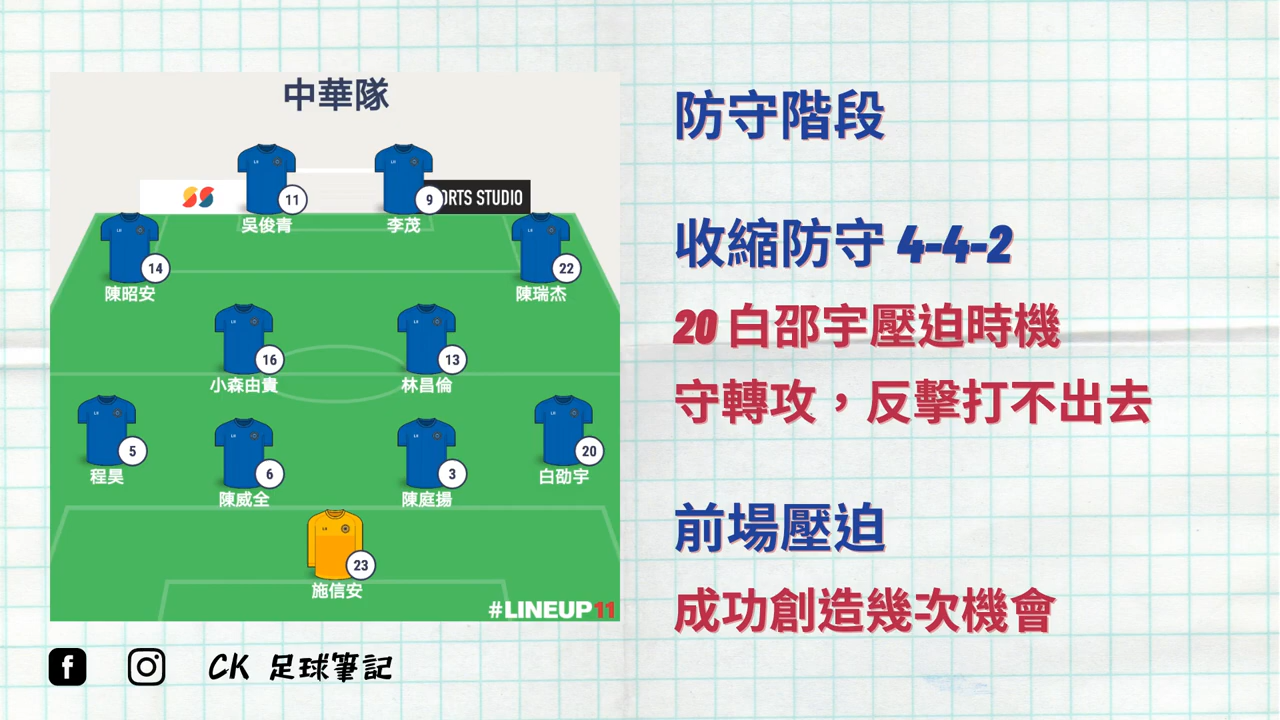 中華隊
ORTS STUDIO
11
9
吳俊青
李茂
14
22
陳昭安
陳瑞杰
16
13
小森由貴
林昌倫
5
20
程昊
白劭宇
6
3
陳威全
陳庭揚
23
施信安
#LINEUP11
CK 足球筆記
防守階段
收縮防守 4-4-2
20 白邵宇壓迫時機
守轉攻，反擊打不出去
前場壓迫
成功創造幾次機會